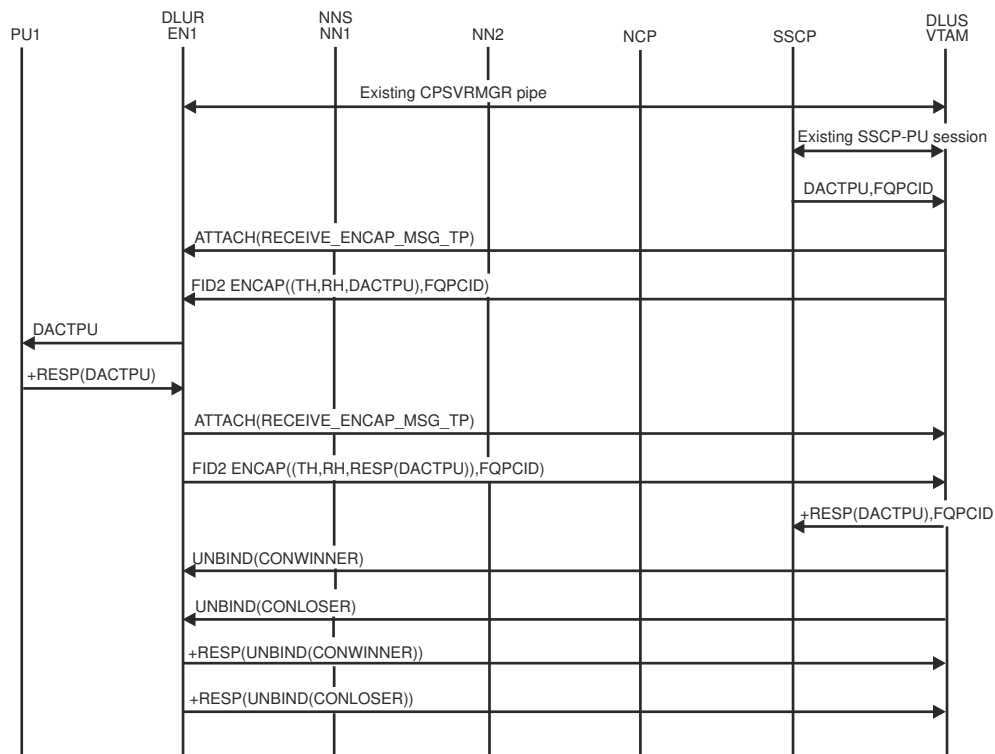 PU1
DLUR
EN1
NNS
NN1
NN2
NCP
SSCP
DLUS
VTAM
Existing CPSVRMGR pipe
Existing SSCP-PU session
DACTPU,FQPCID
ATTACH(RECEIVE_ENCAP_MSG_TP)
FID2 ENCAP((TH,RH,DACTPU),FQPCID)
DACTPU
+RESP(DACTPU)
ATTACH(RECEIVE_ENCAP_MSG_TP)
FID2 ENCAP((TH,RH,RESP(DACTPU)),FQPCID)
+RESP(DACTPU),FQPCID
UNBIND(CONWINNER)
UNBIND(CONLOSER)
+RESP(UNBIND(CONWINNER))
+RESP(UNBIND(CONLOSER))